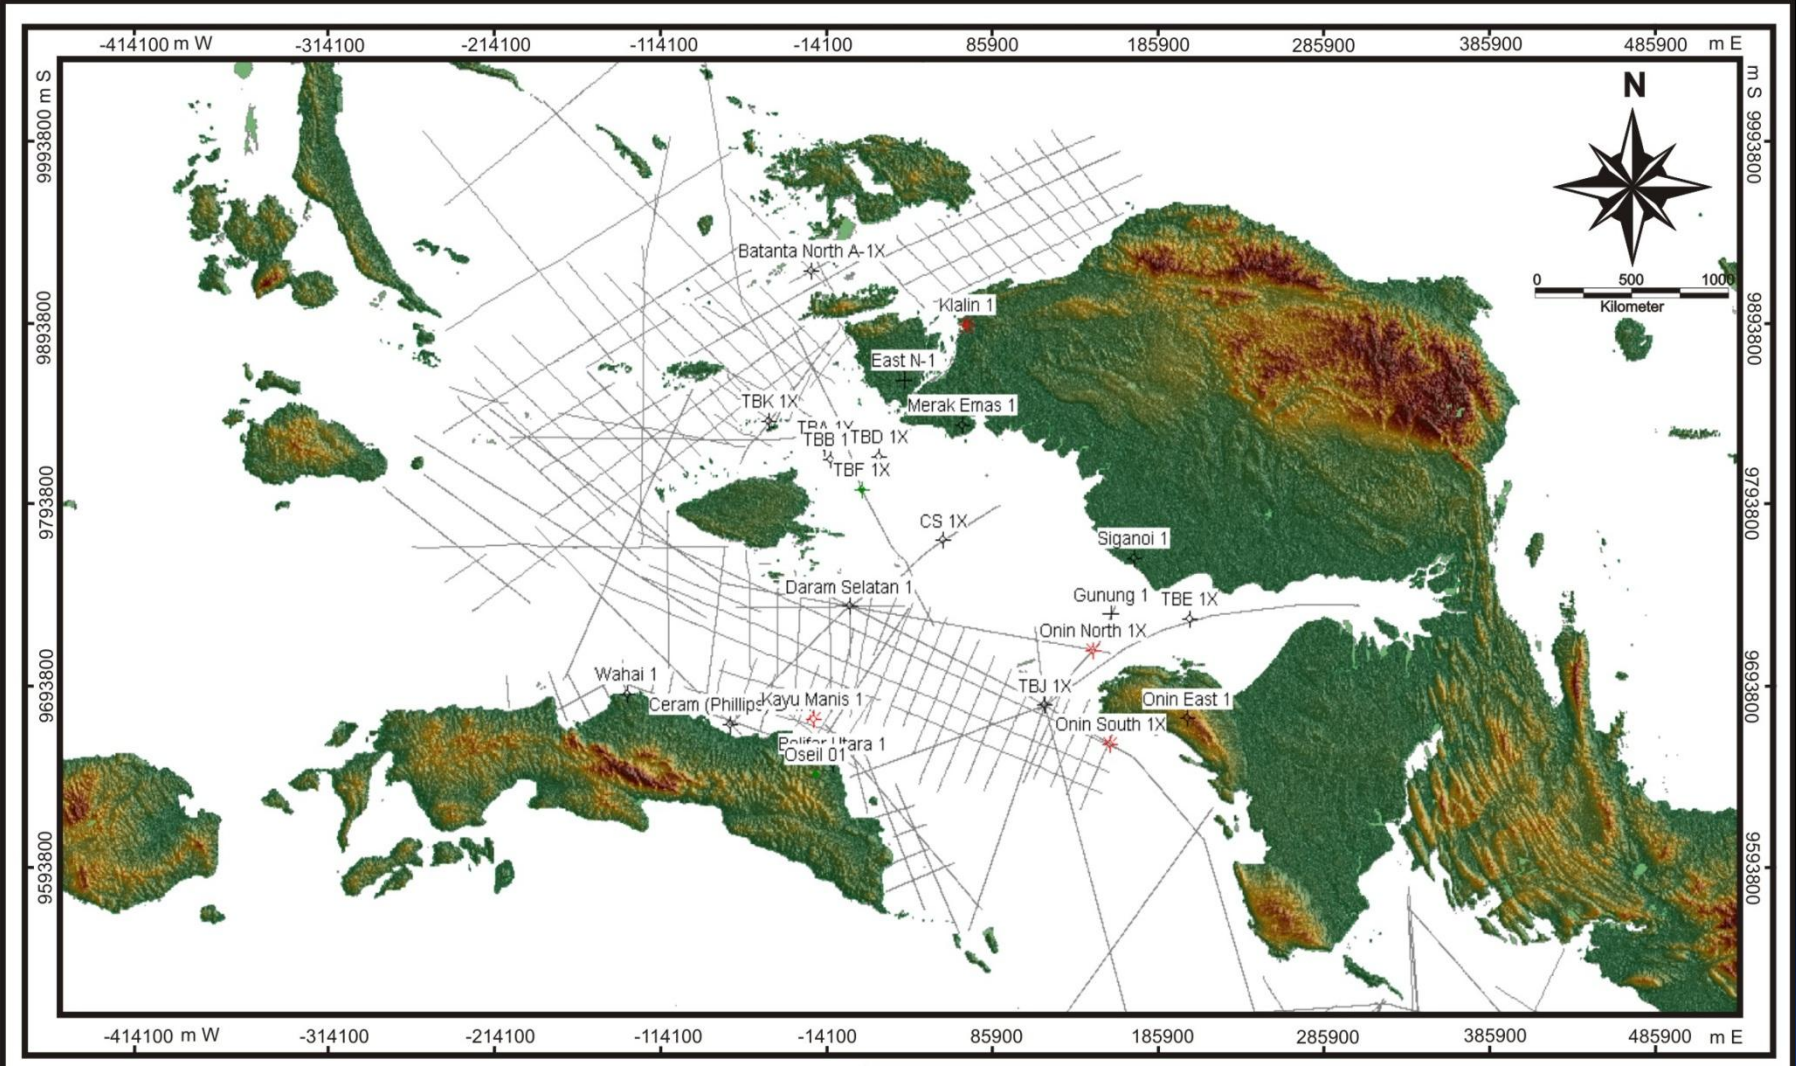 -414100 m W -314100 -214100 -114100 -14100 85900 185900 285900 385900 485900 m E
m S
m S
9993800
9993800
N
Batanta North A-1X
0 500 1000
Kilometer
Klalin 1
9893800
9893800
East N-1
TBK 1X
Merak Emas 1
TBA 1X
TBB 1 TBD 1X
TBF 1X
9793800
9793800
CS 1X
Siganoi 1
Daram Selatan 1
Gunung 1 TBE 1X
Onin North 1X
9693800
9693800
Wahai 1
TBJ 1X
Ceram (Phillips Kayu Manis 1
Onin East 1
Onin South 1X
Utara 1
Oseil 01
9593800
9593800
-414100 m W -314100 -214100 -114100 -14100 85900 185900 285900 385900 485900 m E